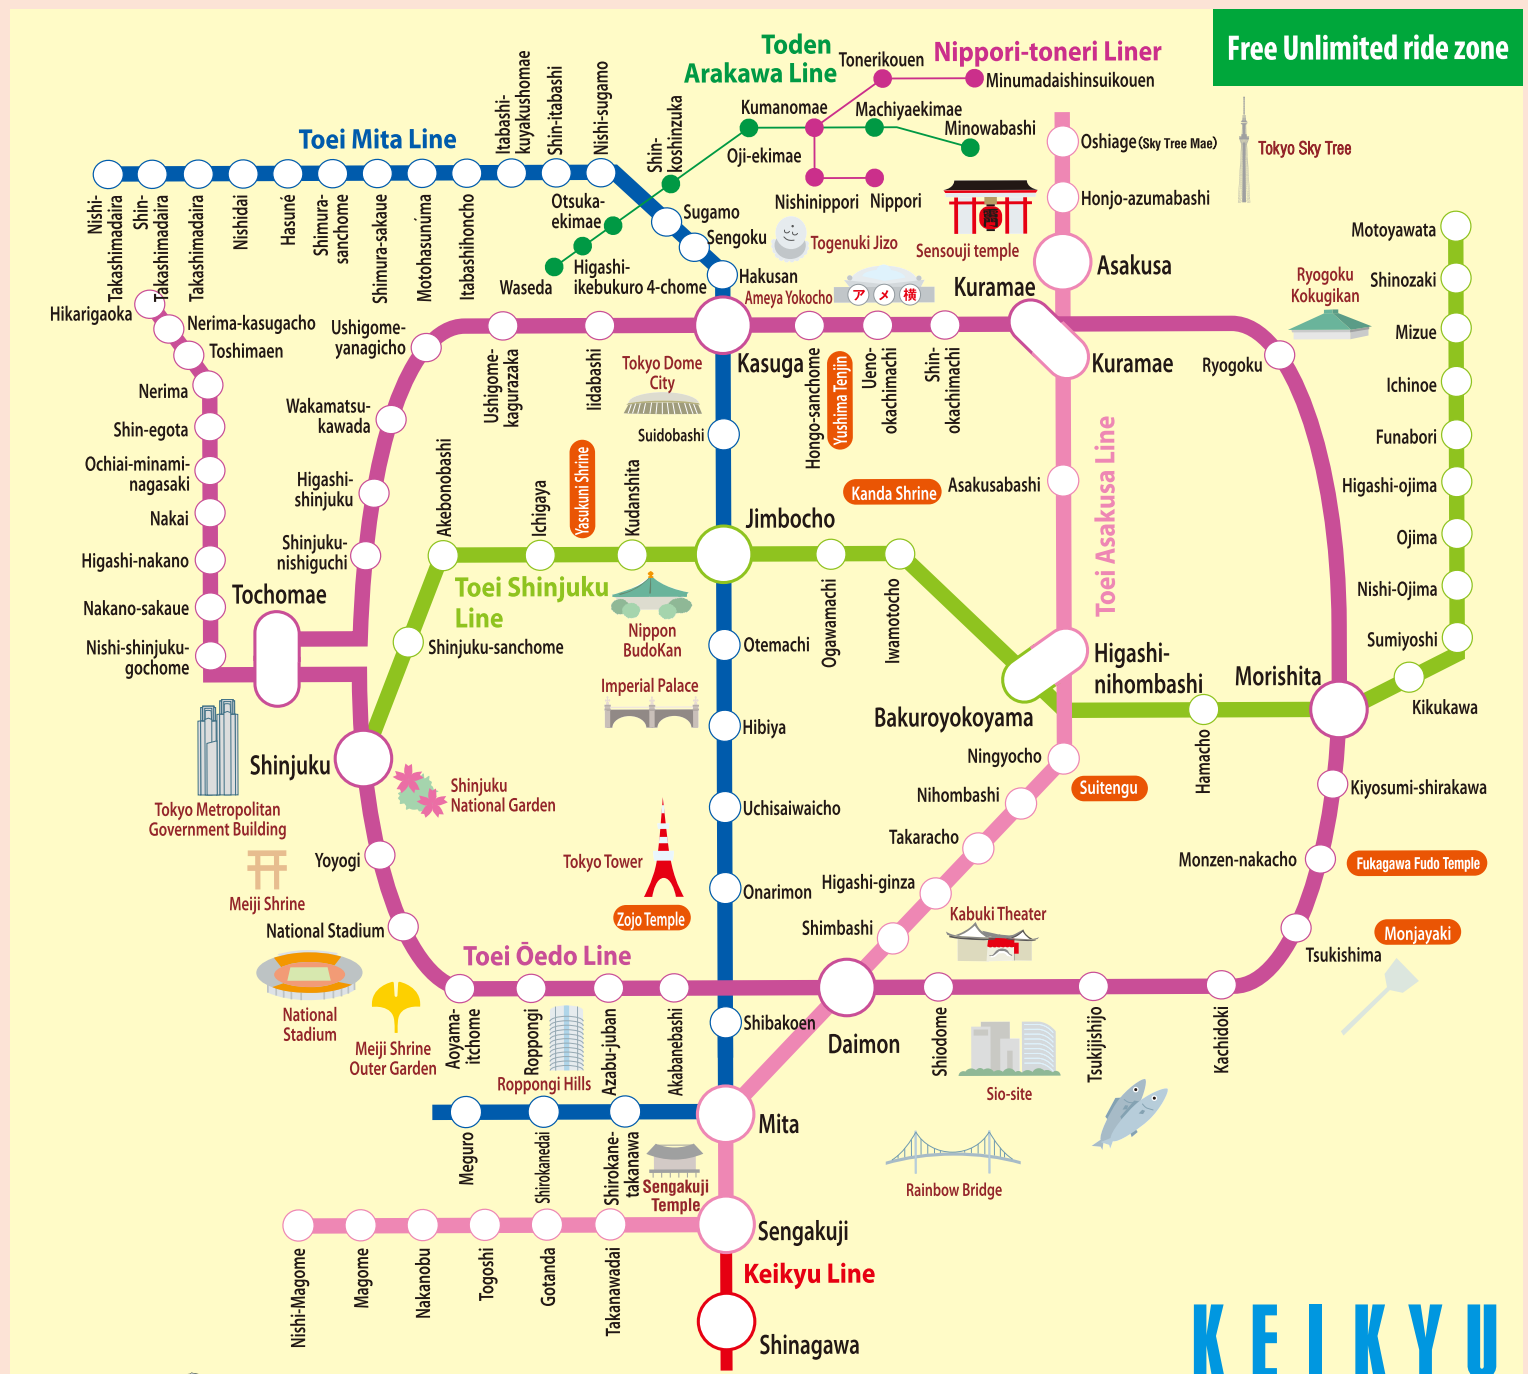 Free Unlimited ride zone
Toden
Arakawa Line
Nippori-toneri Liner
Tonerikouen
Minumadaishinsuikouen
Kumanomae
Machiyaekimae
Minowabashi
Oji-ekimae
Nishinippori
Nippori
Shin-
koshinzuka
Otsuka-
ekimae
Higashi-
ikebukuro 4-chome
Waseda
Toei Mita Line
Itabashi-
kuyakushomae
Shin-itabashi
Nishi-sugamo
Nishi-
Takashimadaira
Shin-
Takashimadaira
Takashimadaira
Nishidai
Hasuné
Shimura-
sanchome
Shimura-sakaue
Motohasunúma
Itabashihoncho
Sugamo
Sengoku
Hakusan
Togenuki Jizo
Sensouji temple
Oshiage (Sky Tree Mae)
Tokyo Sky Tree
Honjo-azumabashi
Asakusa
Kuramae
Kuramae
Ameya Yokocho
アメ横
Ryogoku
Kokugikan
Ryogoku
Motoyawata
Shinozaki
Mizue
Ichinoe
Funabori
Higashi-ojima
Ojima
Nishi-Ojima
Sumiyoshi
Kikukawa
Hikarigaoka
Nerima-kasugacho
Toshimaen
Nerima
Shin-egota
Ochiai-minami-
nagasaki
Nakai
Higashi-nakano
Nakano-sakaue
Nishi-shinjuku-
gochome
Tochomae
Ushigome-
yanagicho
Wakamatsu-
kawada
Higashi-
shinjuku
Shinjuku-
nishiguchi
Ushigome-
kagurazaka
Iidabashi
Tokyo Dome
City
Kasuga
Hongo-sanchome
Yushima Tenjin
Ueno-
okachimachi
Shin-
okachimachi
Suidobashi
Akebonobashi
Ichigaya
Yasukuni Shrine
Kudanshita
Jimbocho
Kanda Shrine
Asakusabashi
Toei Asakusa Line
Toei Shinjuku
Line
Nippon
BudoKan
Shinjuku-sanchome
Otemachi
Ogawamachi
Iwamotocho
Higashi-
nihombashi
Bakuroyokoyama
Morishita
Hamacho
Imperial Palace
Hibiya
Shinjuku
Shinjuku
National Garden
Tokyo Metropolitan
Government Building
Meiji Shrine
Yoyogi
National Stadium
National
Stadium
Meiji Shrine
Outer Garden
Uchisaiwaicho
Tokyo Tower
Zojo Temple
Onarimon
Ningyocho
Suitengu
Nihombashi
Takaracho
Higashi-ginza
Kabuki Theater
Shimbashi
Kiyosumi-shirakawa
Monzen-nakacho
Fukagawa Fudo Temple
Monjayaki
Tsukishima
Toei Ōedo Line
Aoyama-
itchome
Roppongi
Roppongi Hills
Azabu-juban
Akabanebashi
Shibakoen
Daimon
Shiodome
Sio-site
Tsukijishijo
Kachidoki
Rainbow Bridge
Mita
Meguro
Shirokanedai
Shirokane-
takanawa
Sengakuji
Temple
Sengakuji
Nishi-Magome
Magome
Nakanobu
Togoshi
Gotanda
Takanawadai
Keikyu Line
Shinagawa
KEIKYU